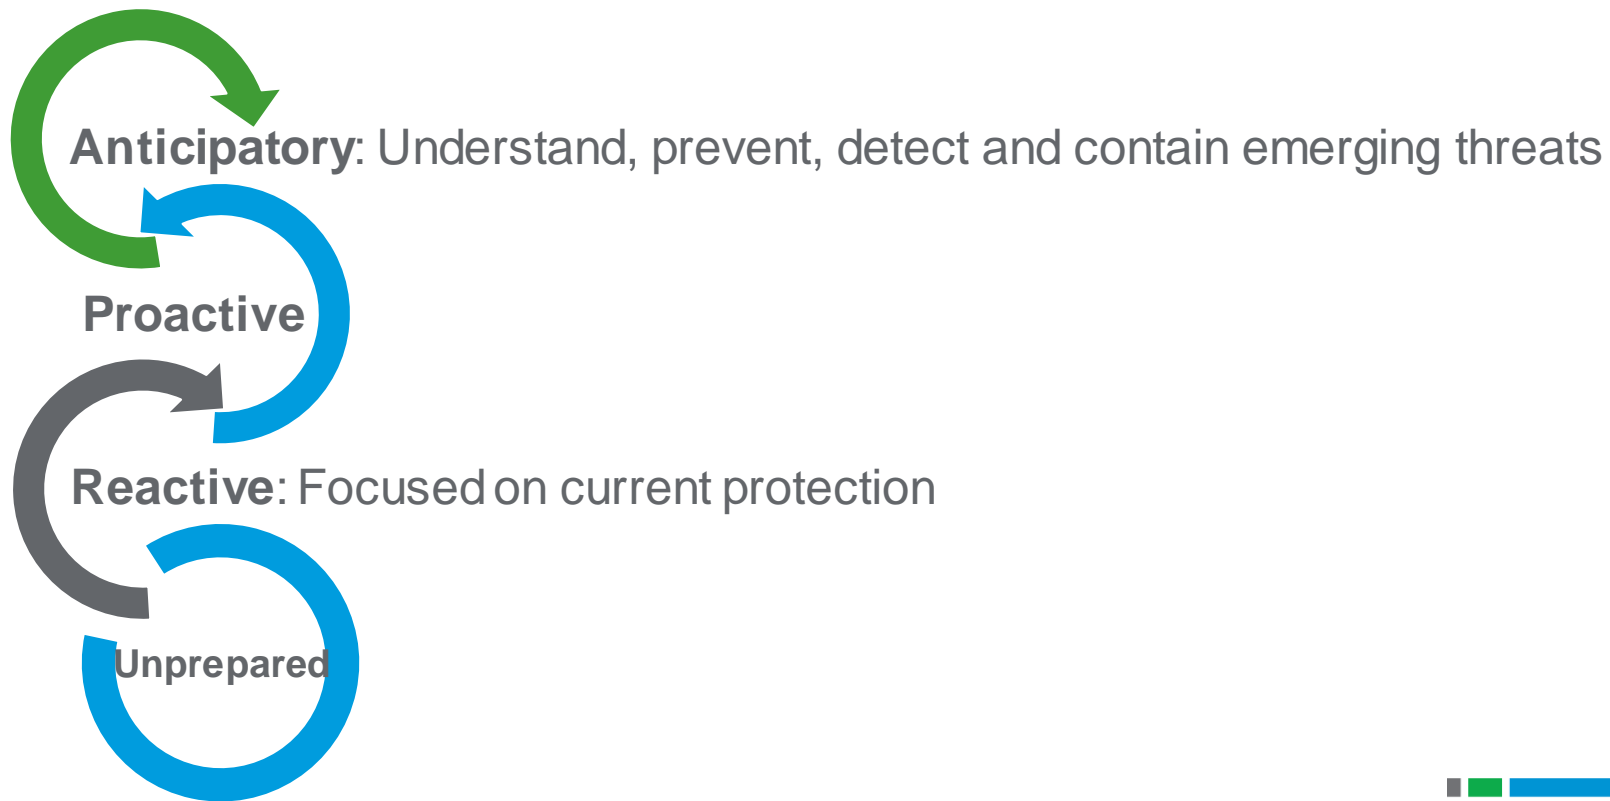 Anticipatory: Understand, prevent, detect and contain emerging threats
Proactive
Reactive: Focused on current protection
Unprepared